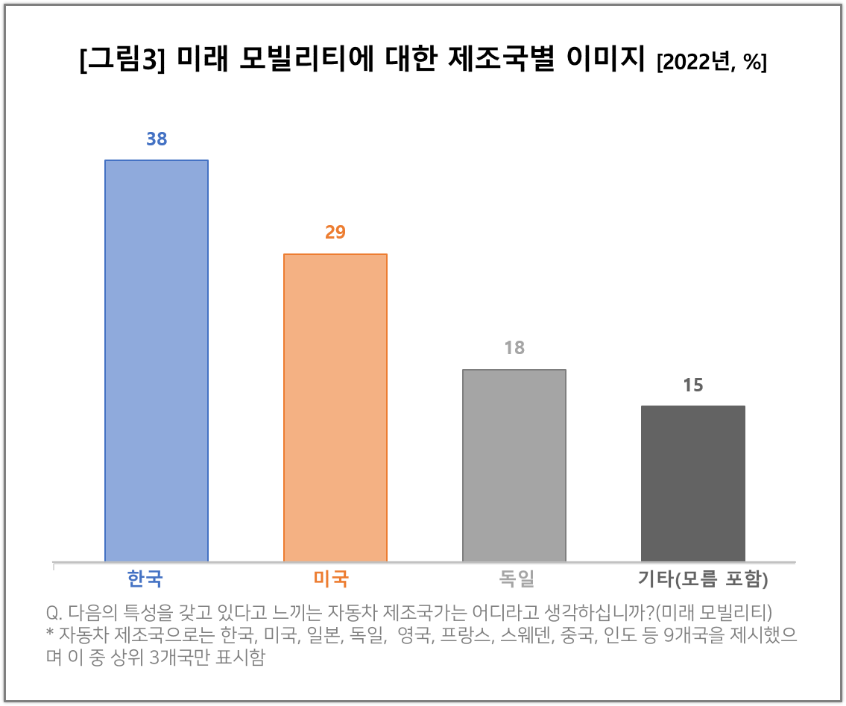 [그림3] 미래 모빌리티에 대한 제조국별 이미지 [2022년, %]
38
29
18
15
한국 미국 독일 기타(모름 포함)
Q. 다음의 특성을 갖고 있다고 느끼는 자동차 제조국가는 어디라고 생각하십니까?(미래 모빌리티)
* 자동차 제조국으로는 한국, 미국, 일본, 독일, 영국, 프랑스, 스웨덴, 중국, 인도 등 9개국을 제시했으
며 이 중 상위 3개국만 표시함